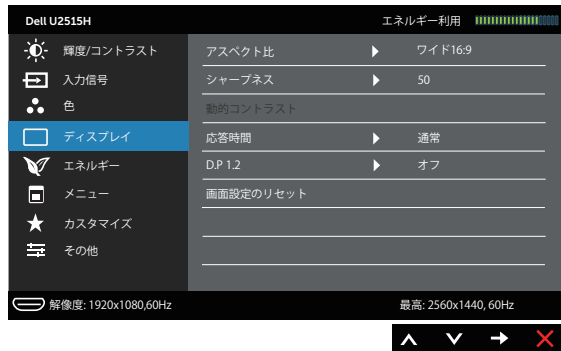 Dell U2515H エネルギー利用
輝度/コントラスト
入力信号
色
ディスプレイ
エネルギー
メニュー
カスタマイズ
その他
アスペクト比 ワイド16:9
シャープネス 50
動的コントラスト
応答時間 通常
D.P 1.2 オフ
画面設定のリセット
解像度: 1920x1080,60Hz 最高: 2560x1440, 60Hz